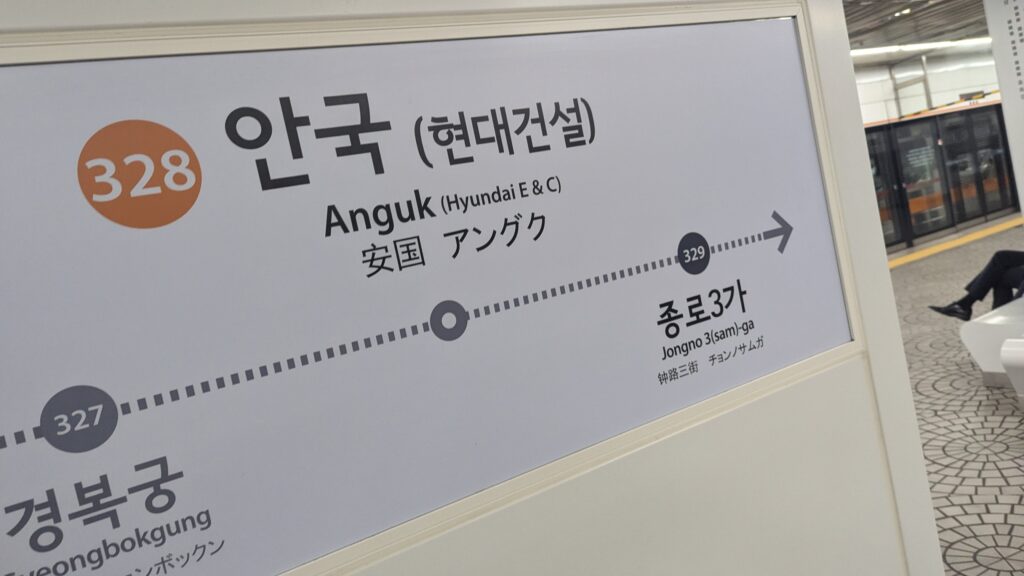 328
안국 (현대건설)
Anguk (Hyundai E & C)
安国 アングク
329
종로3가
Jongno 3(sam)-ga
钟路三街 チョンノサムガ
327
경복궁